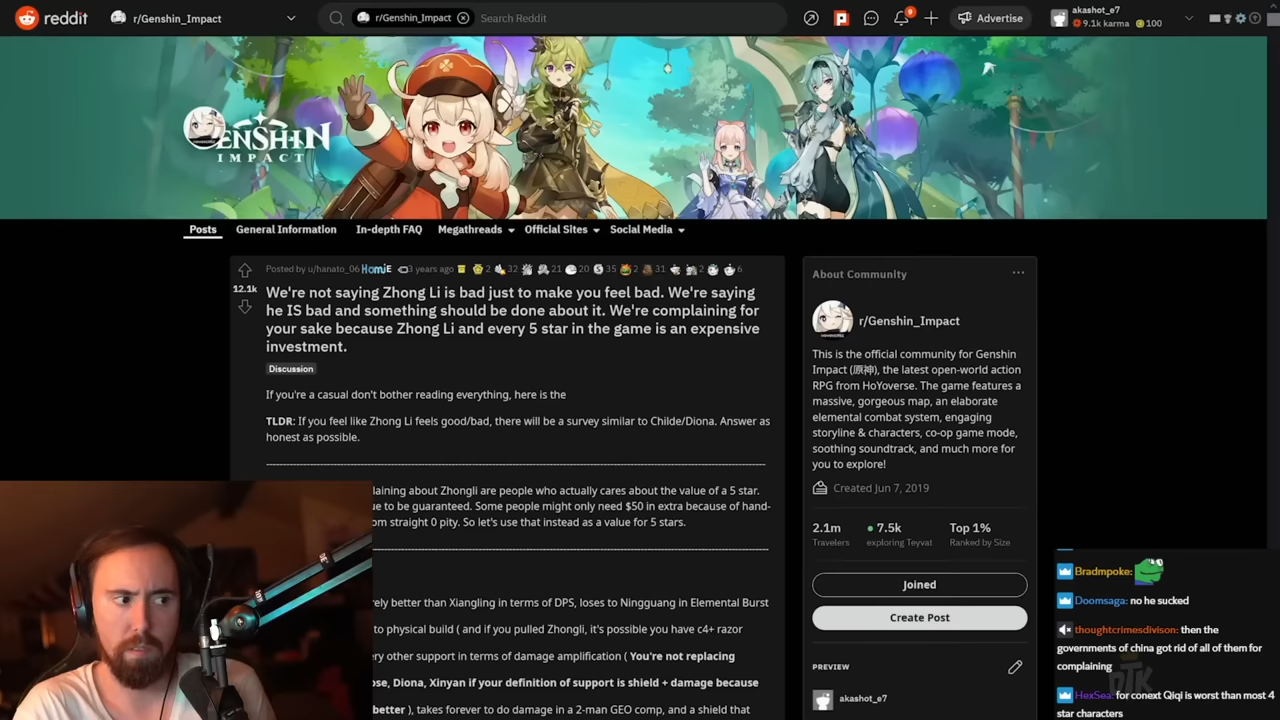 reddit
r/Genshin_Impact
r/Genshin_Impact
Search Reddit
9
Advertise
akashot_e7
9.1k karma
100
GENSHIN
IMPACT
Posts
General Information
In-depth FAQ
Megathreads
Official Sites
Social Media
12.1k
Posted by u/hanato_06
3 years ago
2
32
21
20
35
2
31
2
6
We're not saying Zhong Li is bad just to make you feel bad. We're saying
he IS bad and something should be done about it. We're complaining for
your sake because Zhong Li and every 5 star in the game is an expensive
investment.
Discussion
If you're a casual don't bother reading everything, here is the
TLDR: If you feel like Zhong Li feels good/bad, there will be a survey similar to Childe/Diona. Answer as
honest as possible.
laining about Zhongli are people who actually cares about the value of a 5 star.
ue to be guaranteed. Some people might only need $50 in extra because of hand-
om straight 0 pity. So let's use that instead as a value for 5 stars.
rely better than Xiangling in terms of DPS, loses to Ningguang in Elemental Burst
to physical build ( and if you pulled Zhongli, it's possible you have c4+ razor
ry other support in terms of damage amplification ( You're not replacing
ose, Diona, Xinyan if your definition of support is shield + damage because
better ), takes forever to do damage in a 2-man GEO comp, and a shield that
About Community
r/Genshin_Impact
This is the official community for Genshin
Impact (原神), the latest open-world action
RPG from HoYoverse. The game features a
massive, gorgeous map, an elaborate
elemental combat system, engaging
storyline & characters, co-op game mode,
soothing soundtrack, and much more for
you to explore!
Created Jun 7, 2019
2.1m
Travelers
7.5k
exploring Teyvat
Top 1%
Ranked by Size
Joined
Create Post
PREVIEW
akashot_e7
Bradmpoke:
Doomsaga: no he sucked
thoughtcrimesdivison: then the
governments of china got rid of all of them for
complaining
HexSea: for conext Qiqi is worst than most 4
star characters